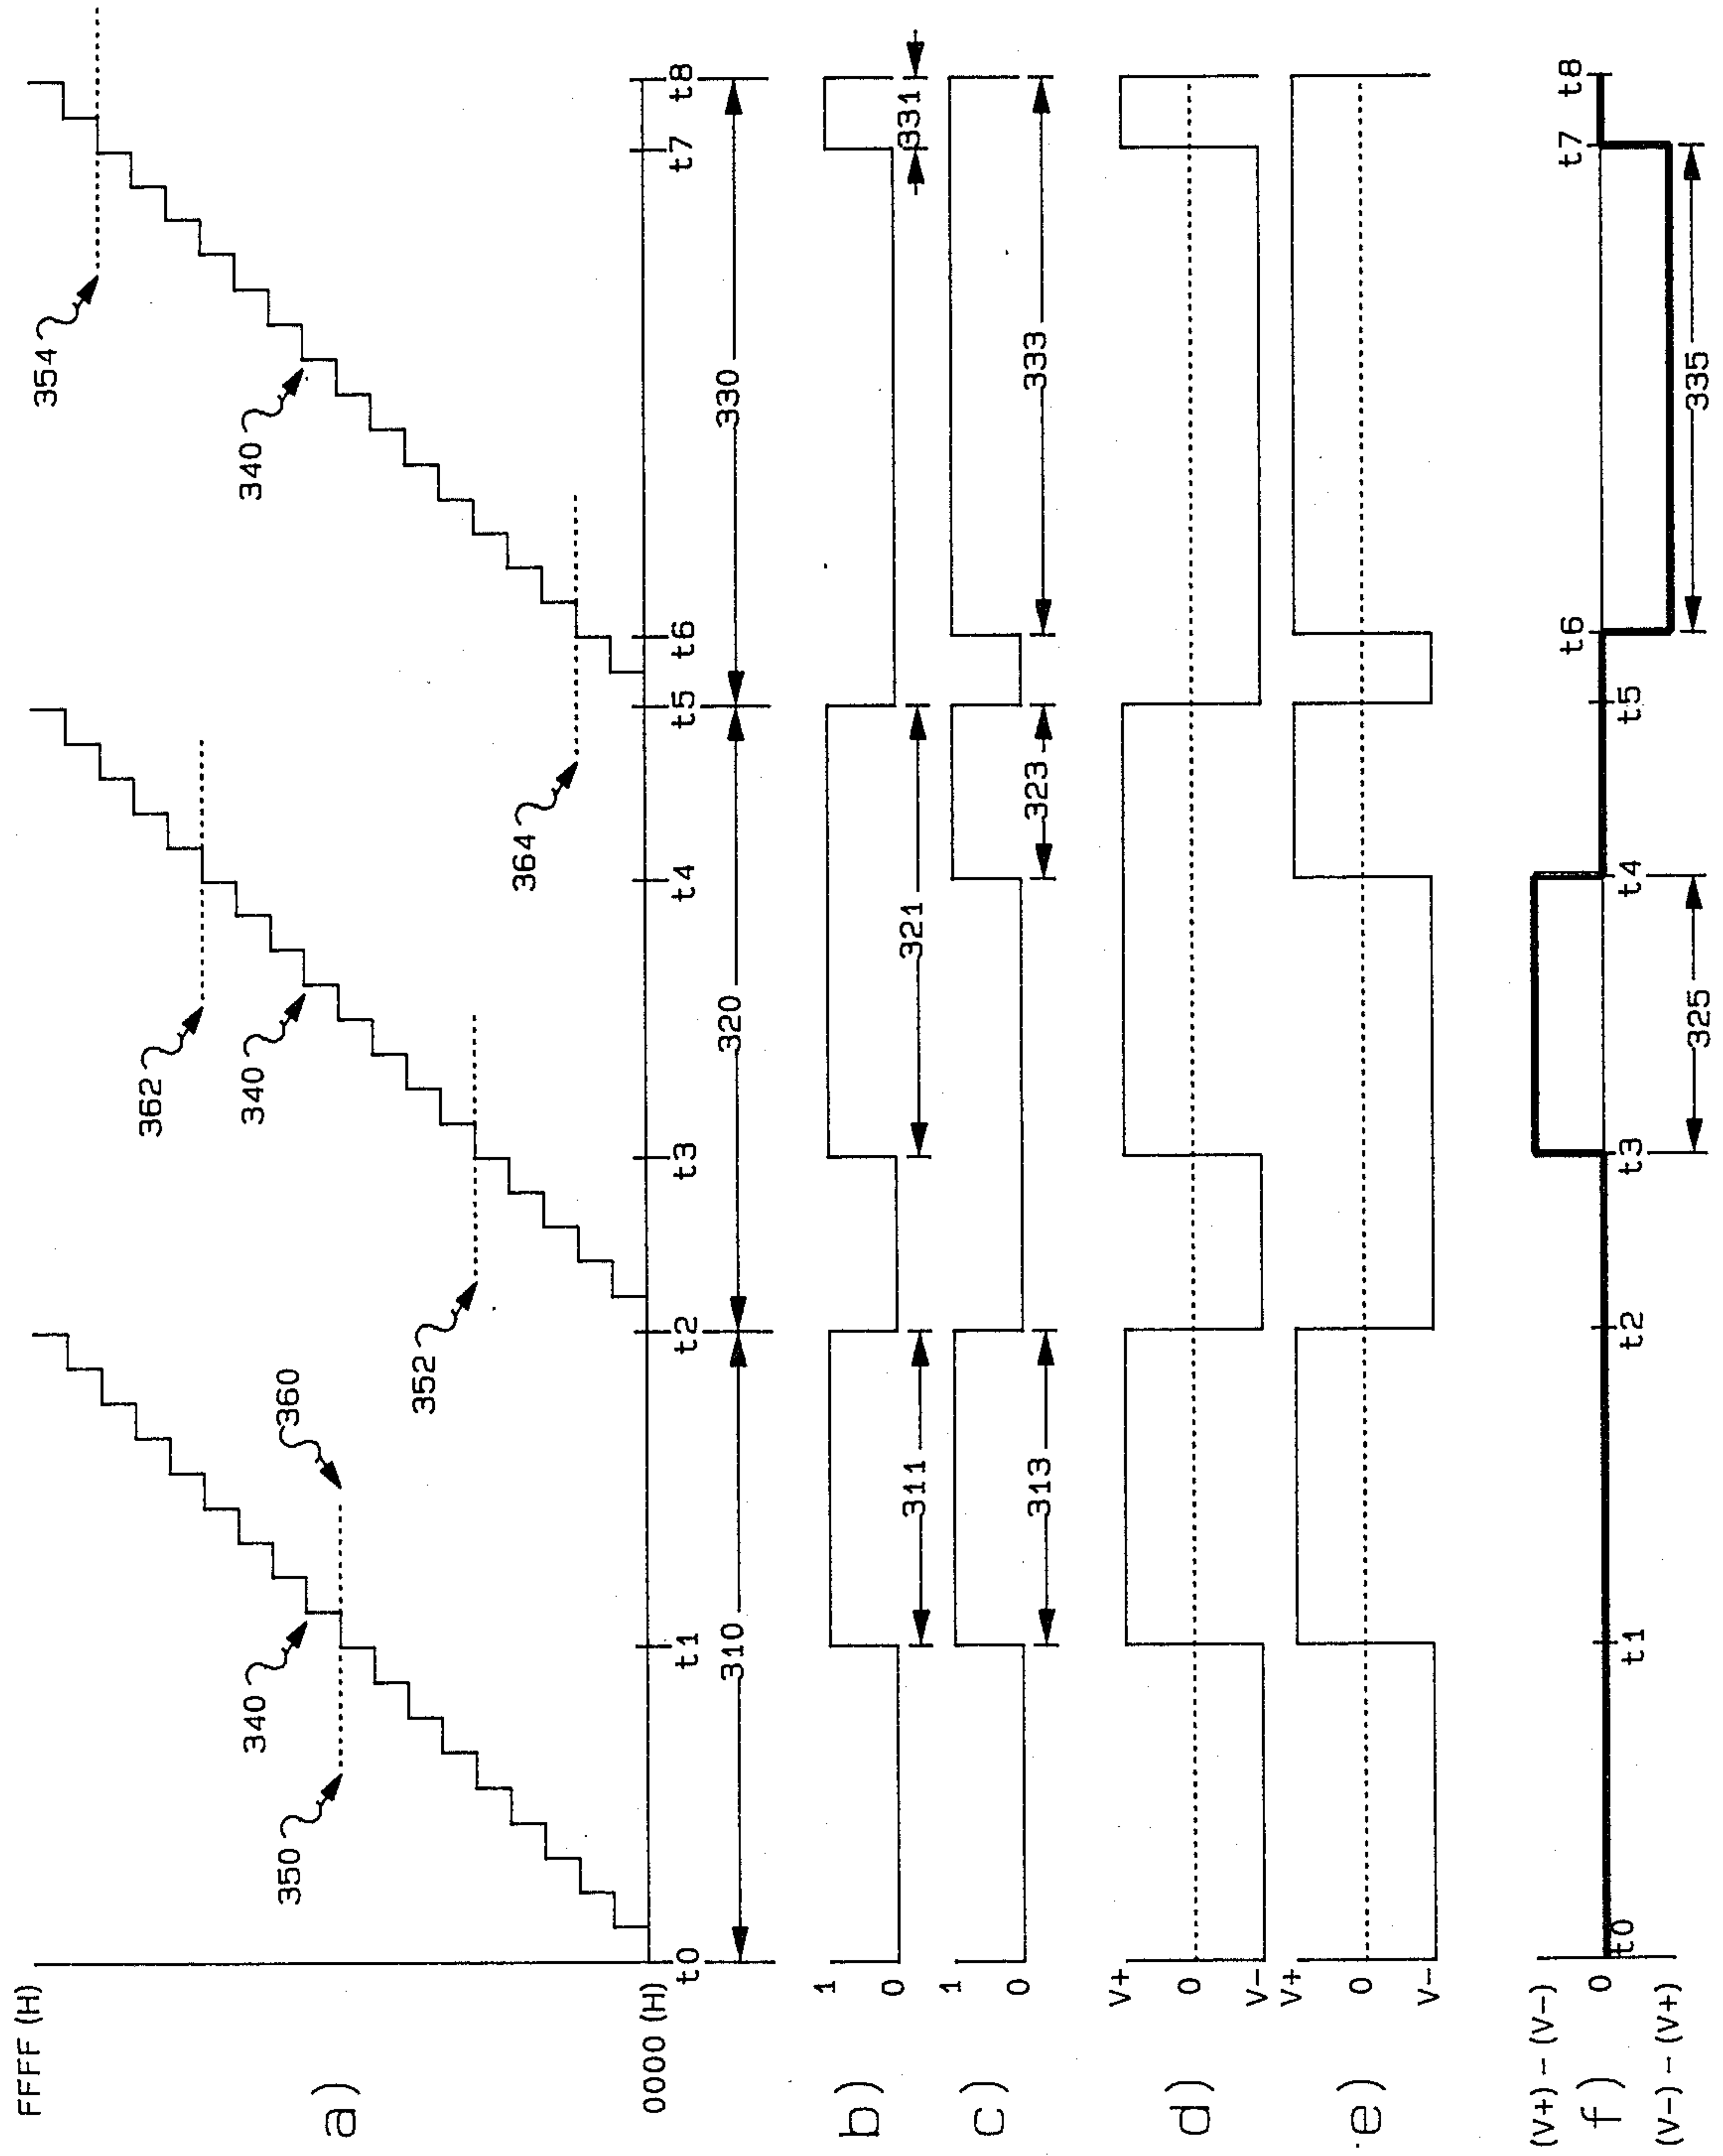 FFFF (H)
a)
0000 (H)
350
340
360
352
362
340
364
354
340
t0
t1
t2
t3
t4
t5
t6
t7
t8
310
320
330
b)
1
0
311
321
331
c)
1
0
313
323
333
d)
V+
0
V-
e)
V+
0
V-
f)
(V+) - (V-)
0
(V-) - (V+)
t0
t1
t2
t3
t4
t5
t6
t7
t8
325
335